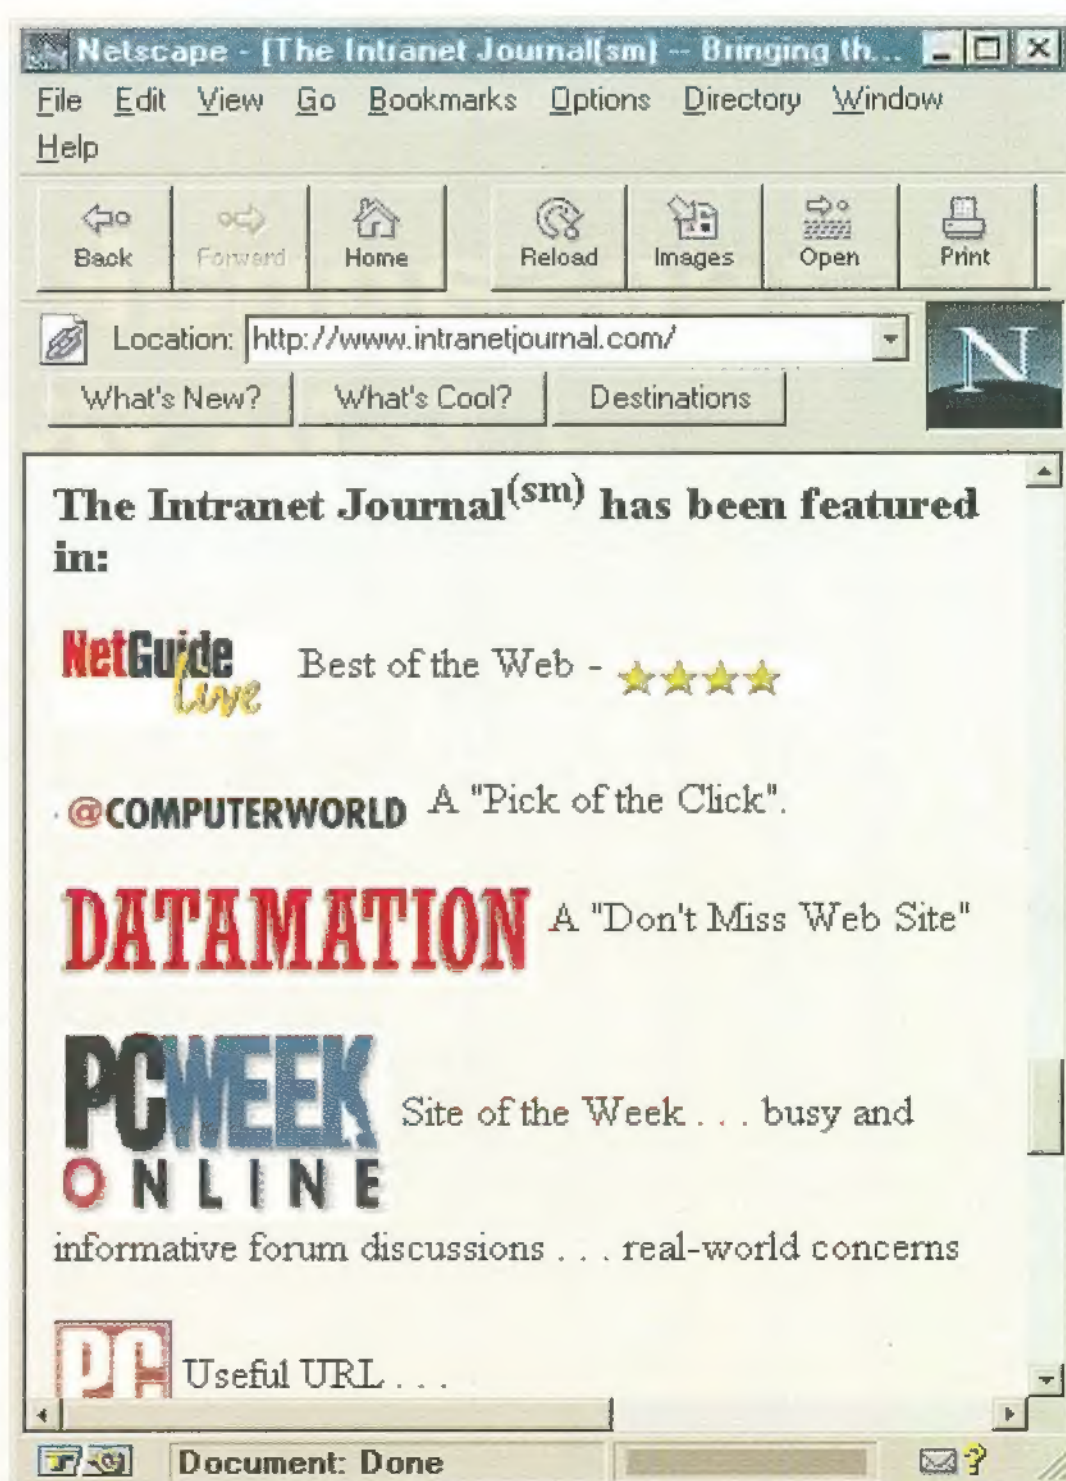 Netscape - [The Intranet Journal(sm) -- Bringing th...
File Edit View Go Bookmarks Options Directory Window
Help
Back Forward Home Reload Images Open Print
Location: http://www.intranetjournal.com/
N
What's New? What's Cool? Destinations
The Intranet Journal(sm) has been featured
in:
NetGuide Live Best of the Web -
@COMPUTERWORLD A "Pick of the Click".
DATAMATION A "Don't Miss Web Site"
PCWEEK
ONLINE Site of the Week . . . busy and
informative forum discussions . . . real-world concerns
PC Useful URL . . .
Document: Done